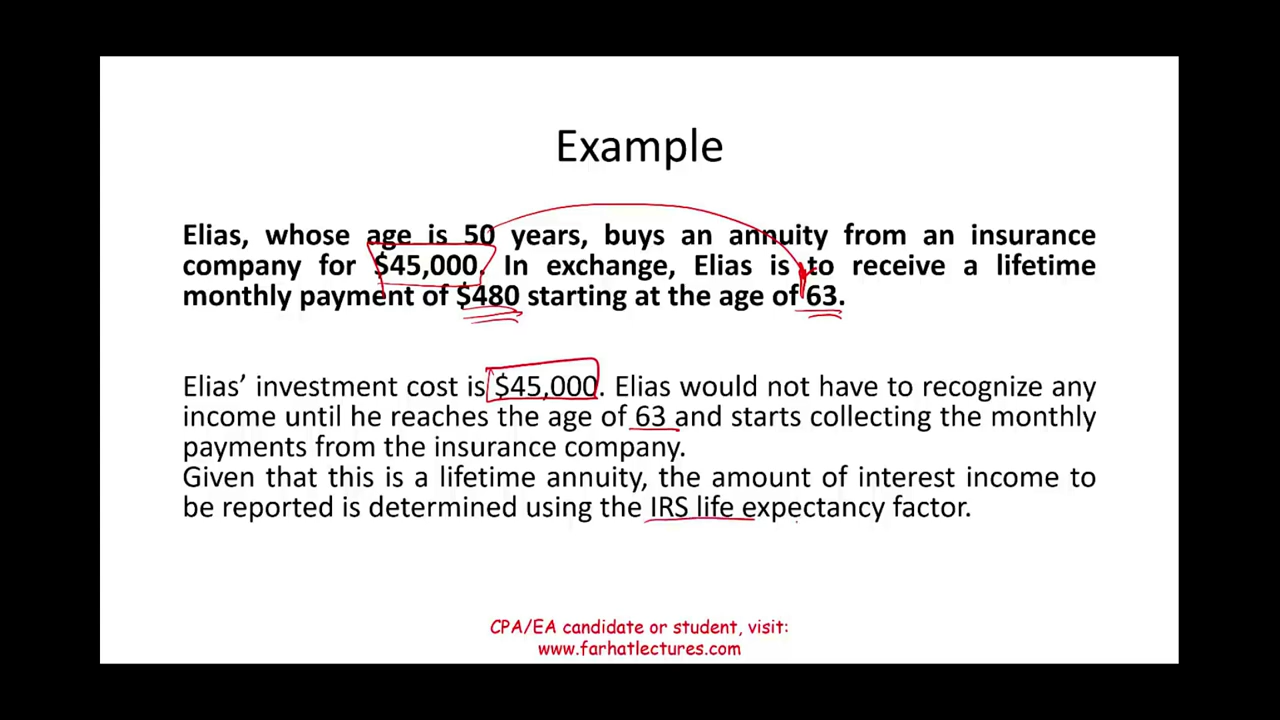 Example
Elias, whose age is 50 years, buys an annuity from an insurance
company for $45,000. In exchange, Elias is to receive a lifetime
monthly payment of $480 starting at the age of 63.
Elias’ investment cost is $45,000. Elias would not have to recognize any
income until he reaches the age of 63 and starts collecting the monthly
payments from the insurance company.
Given that this is a lifetime annuity, the amount of interest income to
be reported is determined using the IRS life expectancy factor.
CPA/EA candidate or student, visit:
www.farhatlectures.com